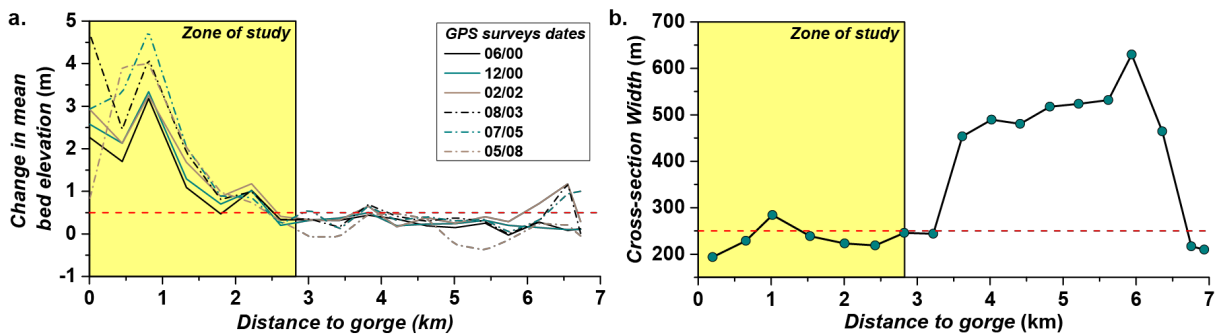 a.
Change in mean
bed elevation (m)
5
4
3
2
1
0
-1
Zone of study
GPS surveys dates
06/00
12/00
02/02
08/03
07/05
05/08
0 1 2 3 4 5 6 7
Distance to gorge (km)
b.
Cross-section Width (m)
700
600
500
400
300
200
Zone of study
0 1 2 3 4 5 6 7
Distance to gorge (km)